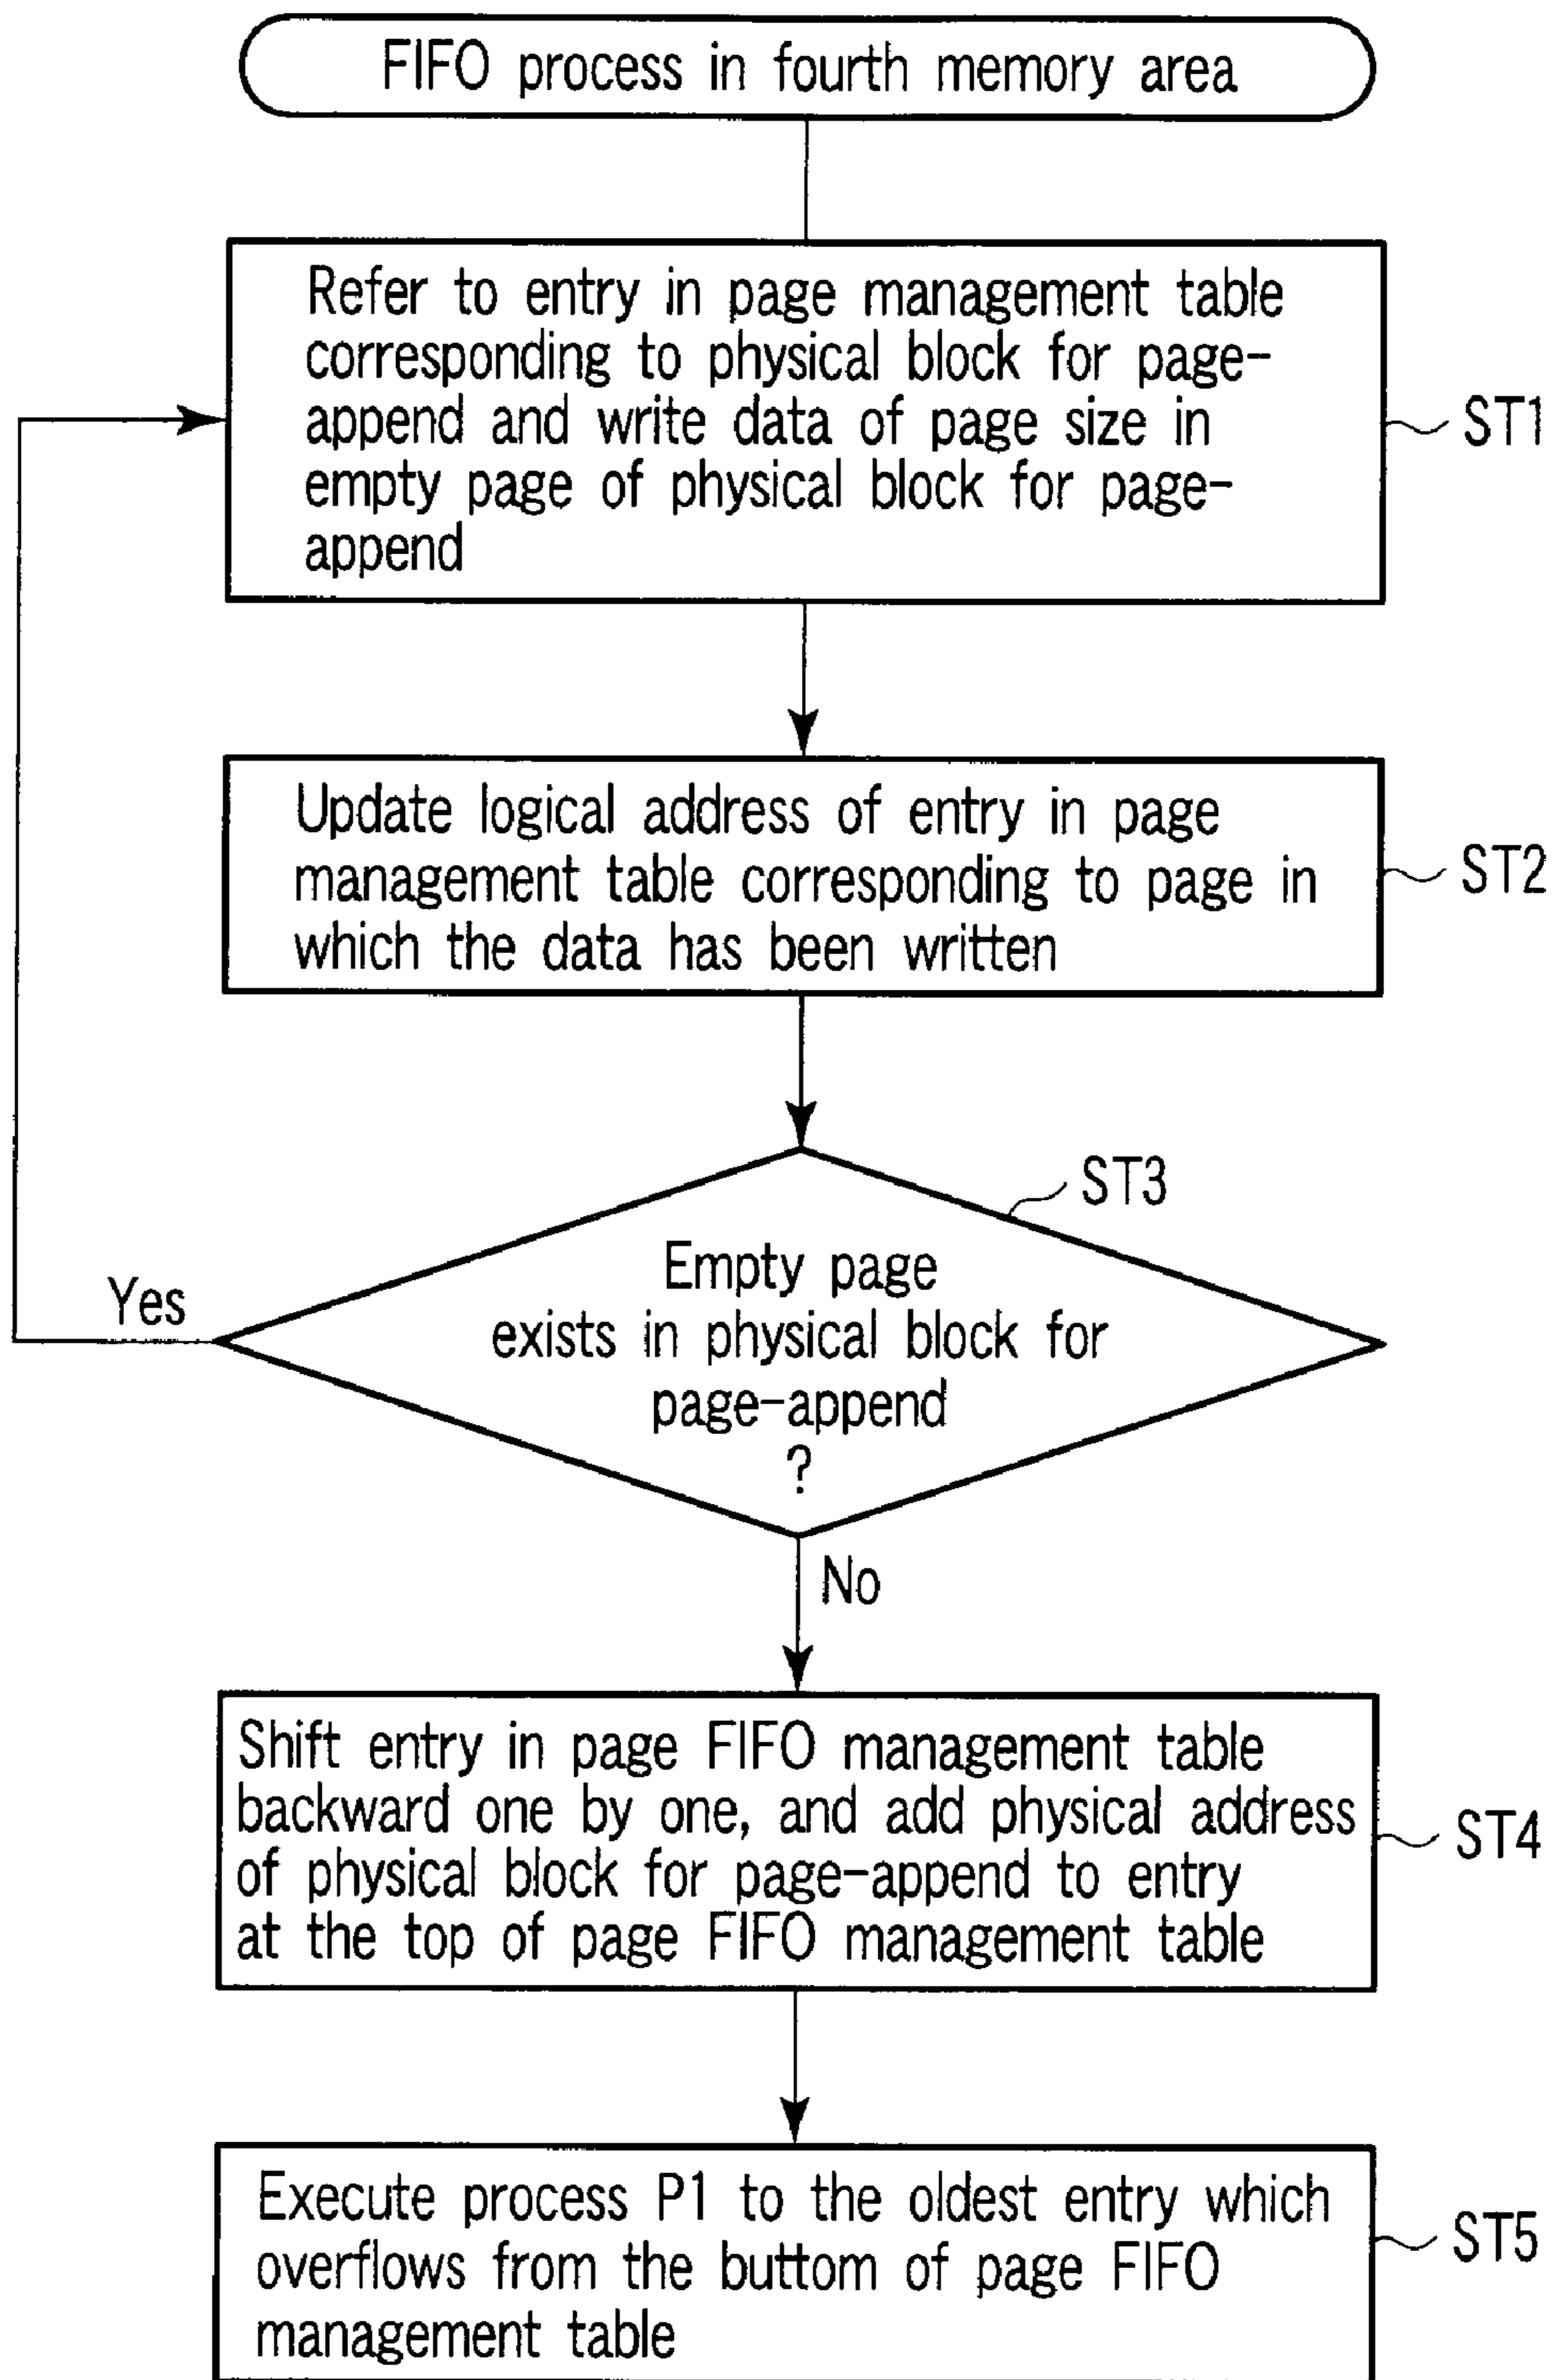 FIFO process in fourth memory area
Refer to entry in page management table
corresponding to physical block for page-
append and write data of page size in
empty page of physical block for page-
append
ST1
Update logical address of entry in page
management table corresponding to page in
which the data has been written
ST2
ST3
Empty page
exists in physical block for
page-append
?
Yes
No
Shift entry in page FIFO management table
backward one by one, and add physical address
of physical block for page-append to entry
at the top of page FIFO management table
ST4
Execute process P1 to the oldest entry which
overflows from the buttom of page FIFO
management table
ST5